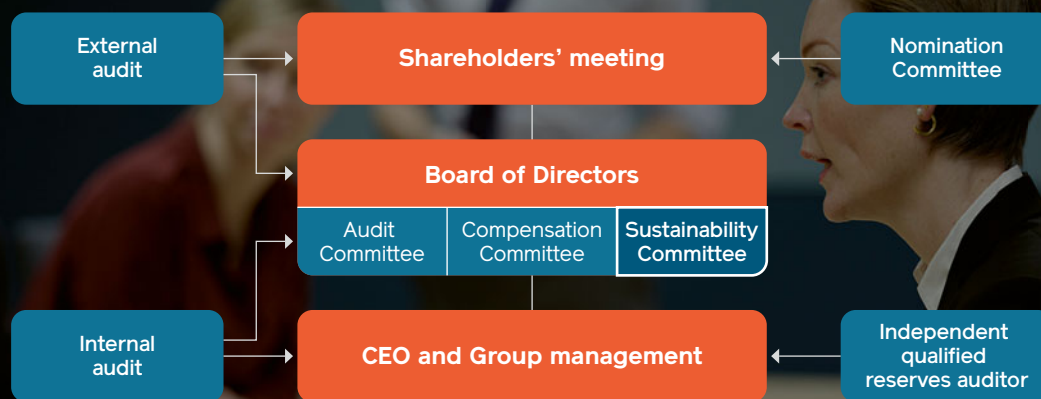 External
audit
Shareholders’ meeting
Nomination
Committee
Board of Directors
Audit
Committee
Compensation
Committee
Sustainability
Committee
Internal
audit
CEO and Group management
Independent
qualified
reserves auditor